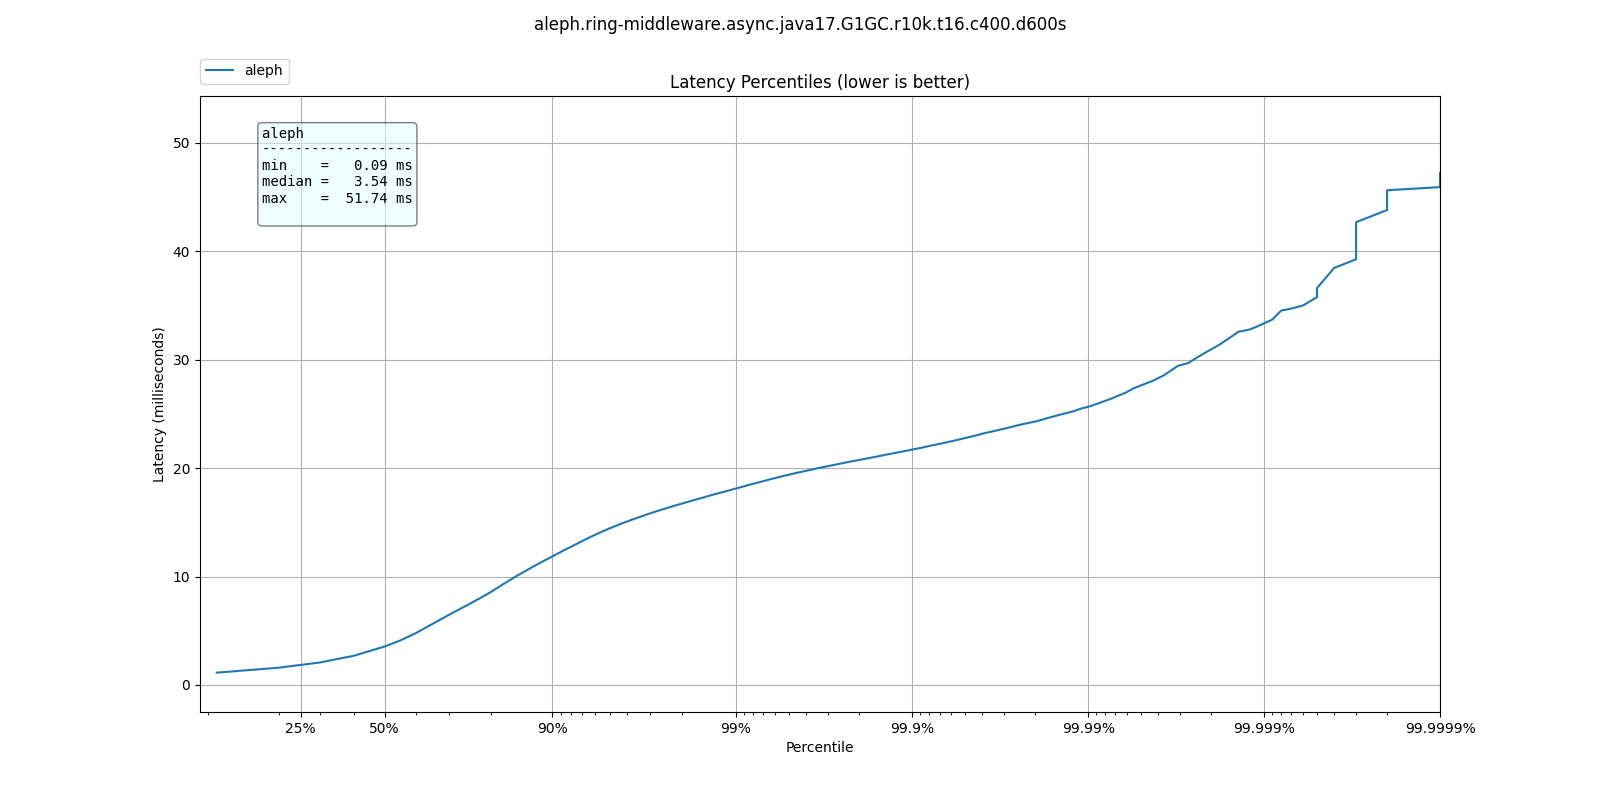 aleph.ring-middleware.async.java17.G1GC.r10k.t16.c400.d600s
aleph
Latency Percentiles (lower is better)
aleph
------------------
min    =   0.09 ms
median =   3.54 ms
max    =  51.74 ms
50
40
30
20
10
0
Latency (milliseconds)
25% 50% 90% 99% 99.9% 99.99% 99.999% 99.9999%
Percentile